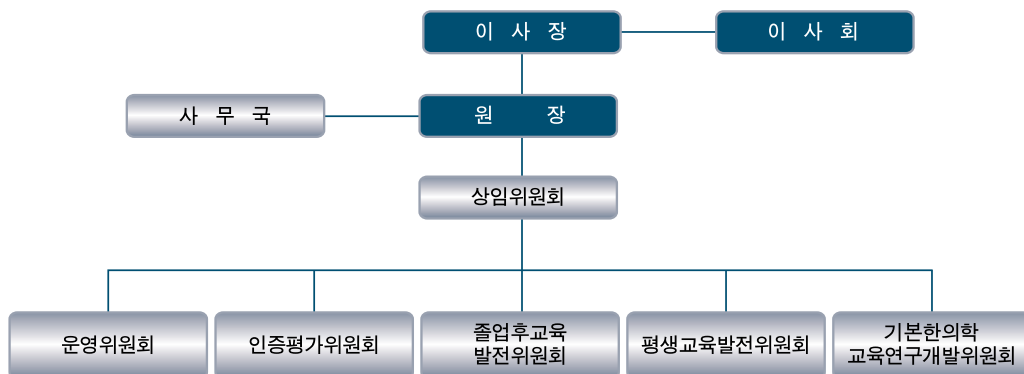 이 사 장
이 사 회
사 무 국
원 장
상임위원회
운영위원회
인증평가위원회
졸업후교육
발전위원회
평생교육발전위원회
기본한의학
교육연구개발위원회